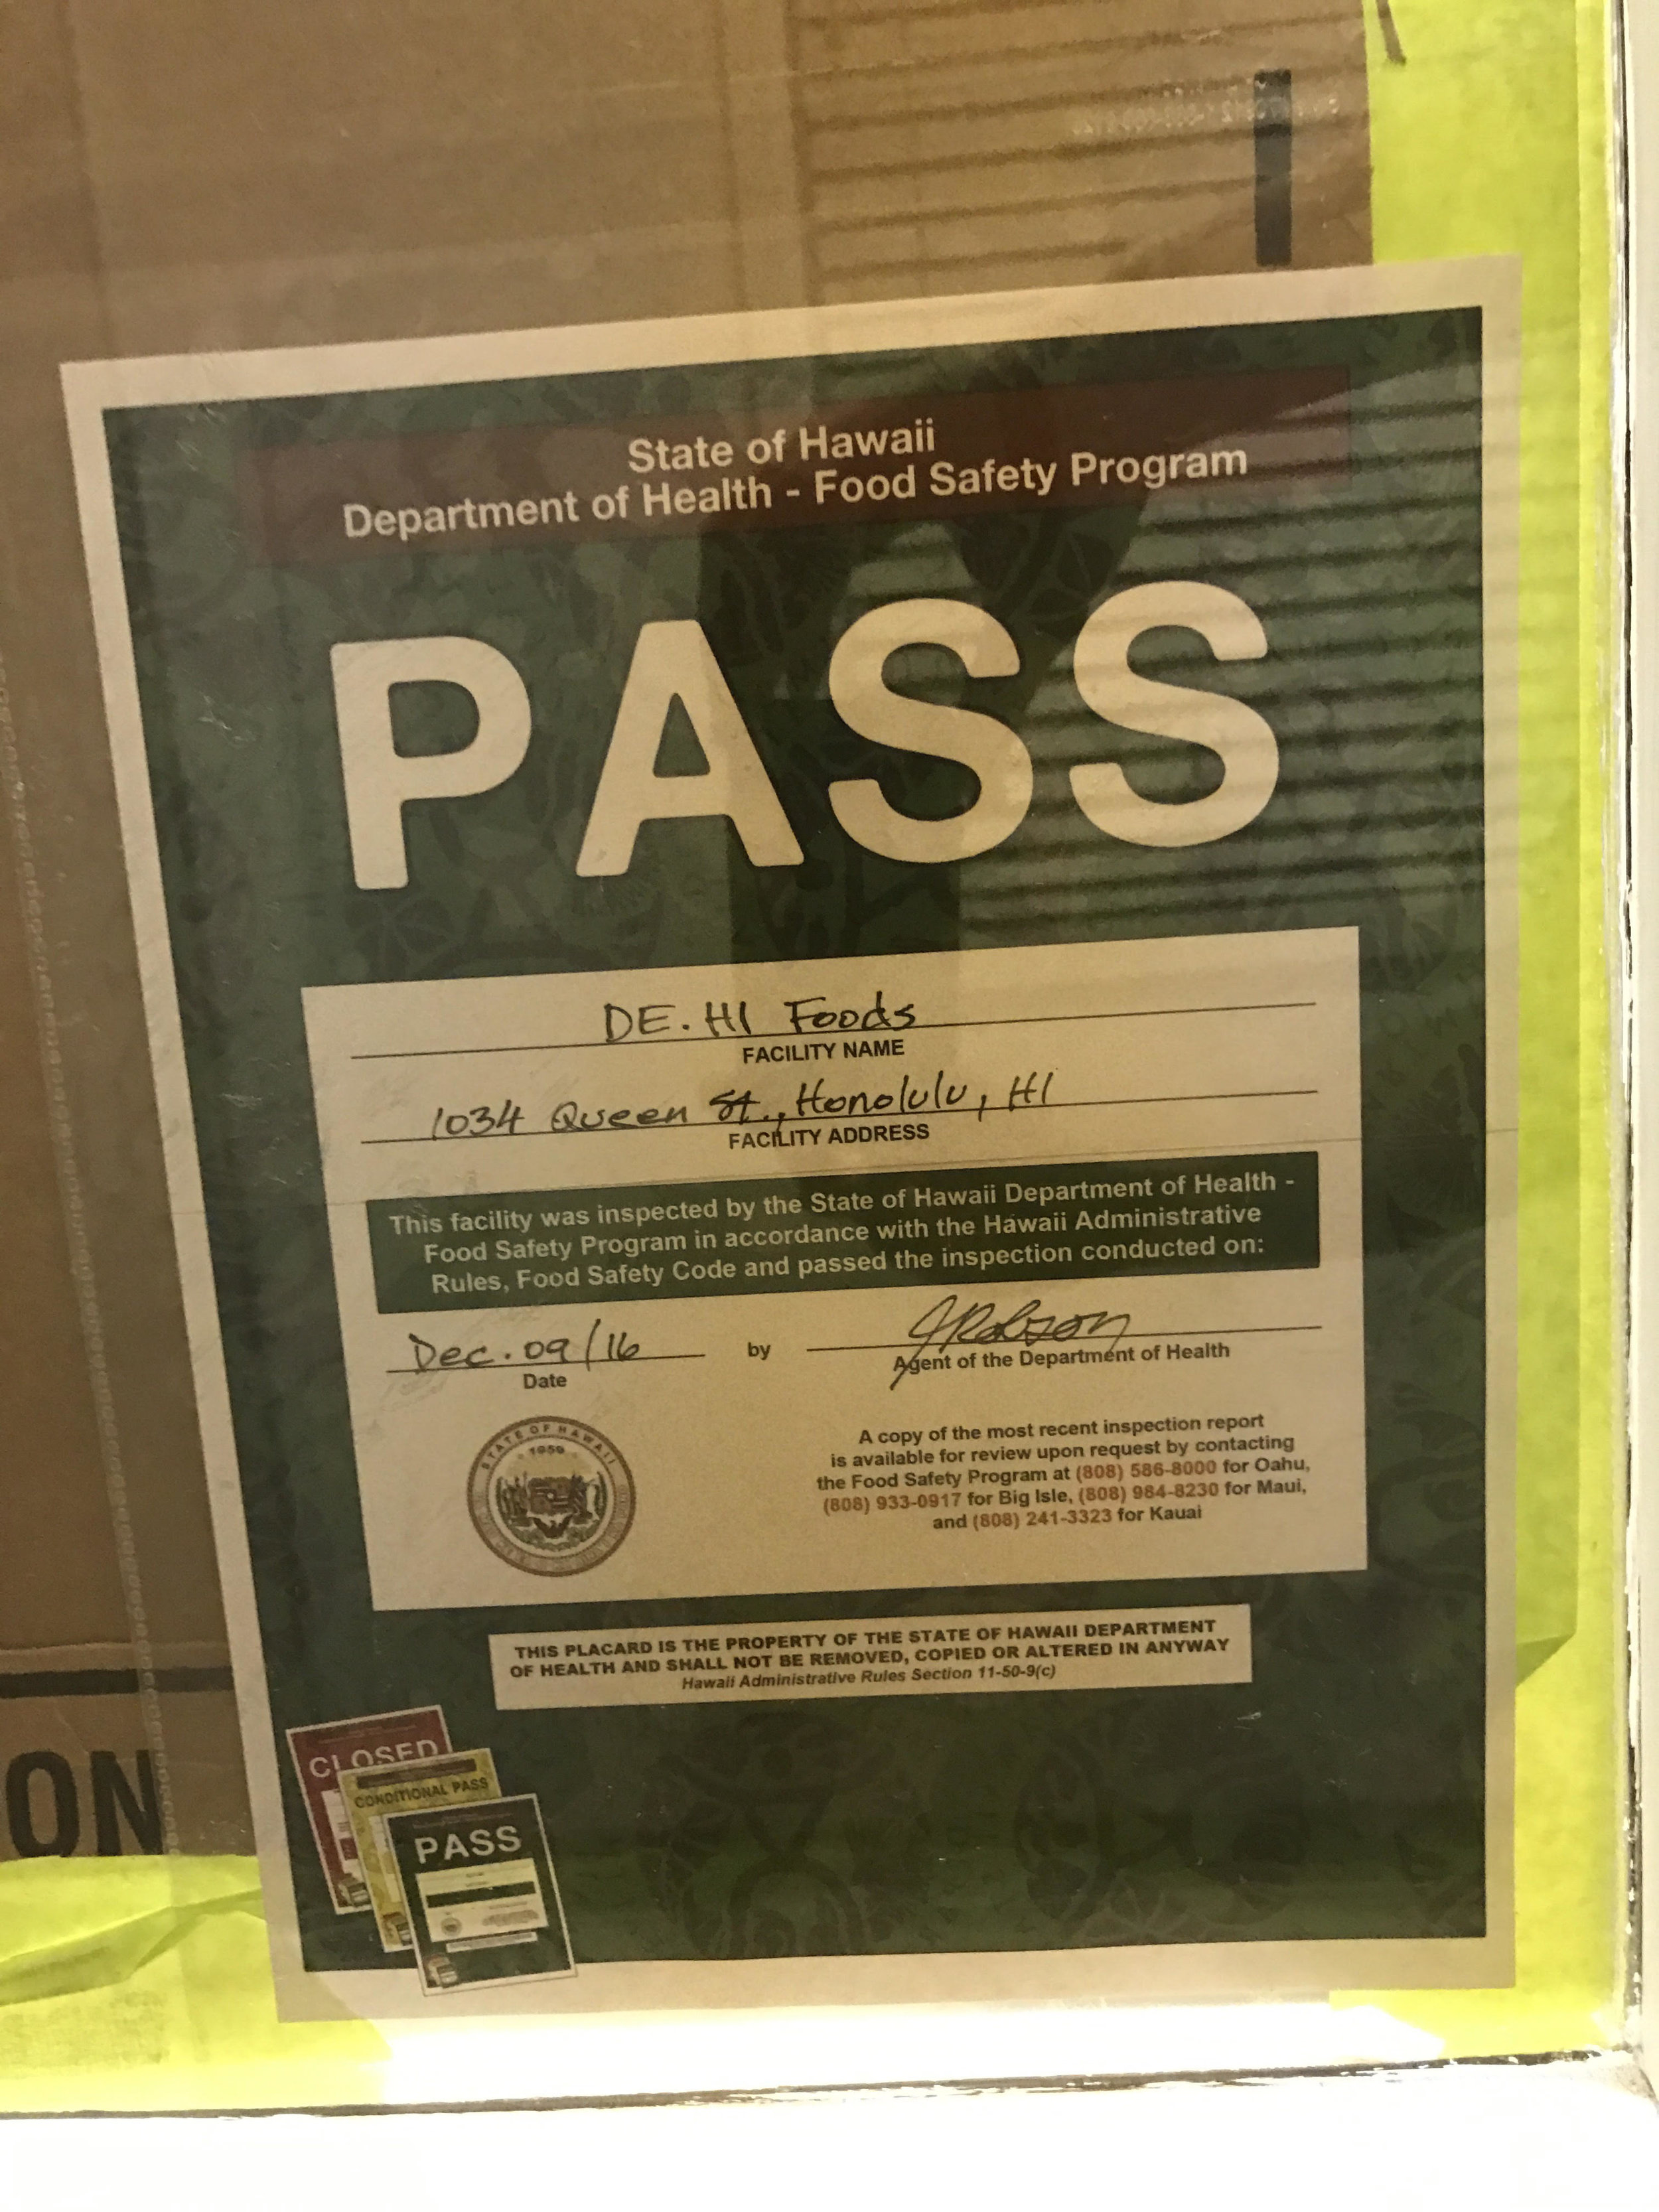 State of Hawaii
Department of Health - Food Safety Program
PASS
DE. HI Foods
FACILITY NAME
1034 Queen St., Honolulu, HI
FACILITY ADDRESS
This facility was inspected by the State of Hawaii Department of Health -
Food Safety Program in accordance with the Hawaii Administrative
Rules, Food Safety Code and passed the inspection conducted on:
Dec. 09/16 by JRobson
Date
Agent of the Department of Health
STATE OF HAWAII
1959
A copy of the most recent inspection report
is available for review upon request by contacting
the Food Safety Program at (808) 586-8000 for Oahu,
(808) 933-0917 for Big Isle, (808) 984-8230 for Maui,
and (808) 241-3323 for Kauai
THIS PLACARD IS THE PROPERTY OF THE STATE OF HAWAII DEPARTMENT
OF HEALTH AND SHALL NOT BE REMOVED, COPIED OR ALTERED IN ANYWAY
Hawaii Administrative Rules Section 11-50-9(c)
CLOSED
CONDITIONAL PASS
PASS
ON